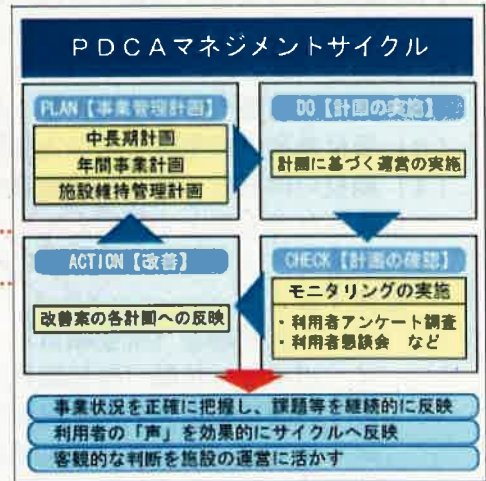 PDCAマネジメントサイクル
PLAN【事業管理計画】
中長期計画
年間事業計画
施設維持管理計画
DO【計画の実施】
計画に基づく運営の実施
ACTION【改善】
改善案の各計画への反映
CHECK【計画の確認】
モニタリングの実施
・利用者アンケート調査
・利用者懇談会 など
事業状況を正確に把握し、課題等を継続的に反映
利用者の「声」を効果的にサイクルへ反映
客観的な判断を施設の運営に活かす